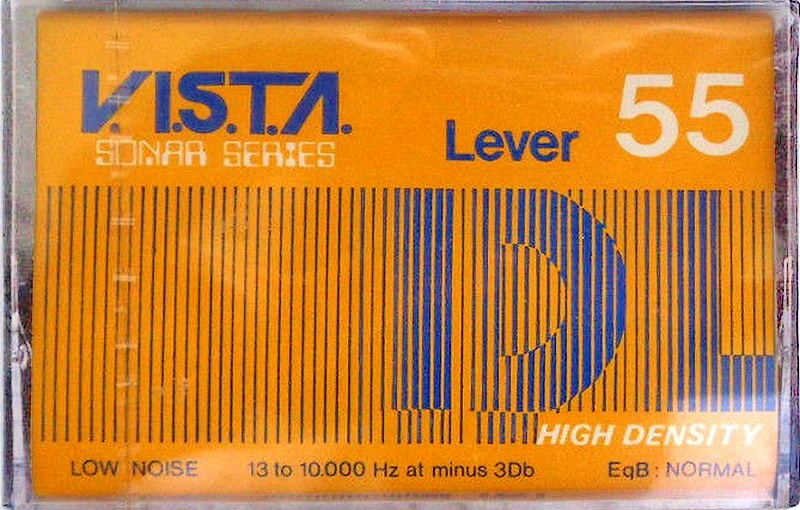 V.I.S.T.A.
SONAR SERIES
Lever 55
DL
HIGH DENSITY
LOW NOISE 13 to 10.000 Hz at minus 3Db EqB : NORMAL